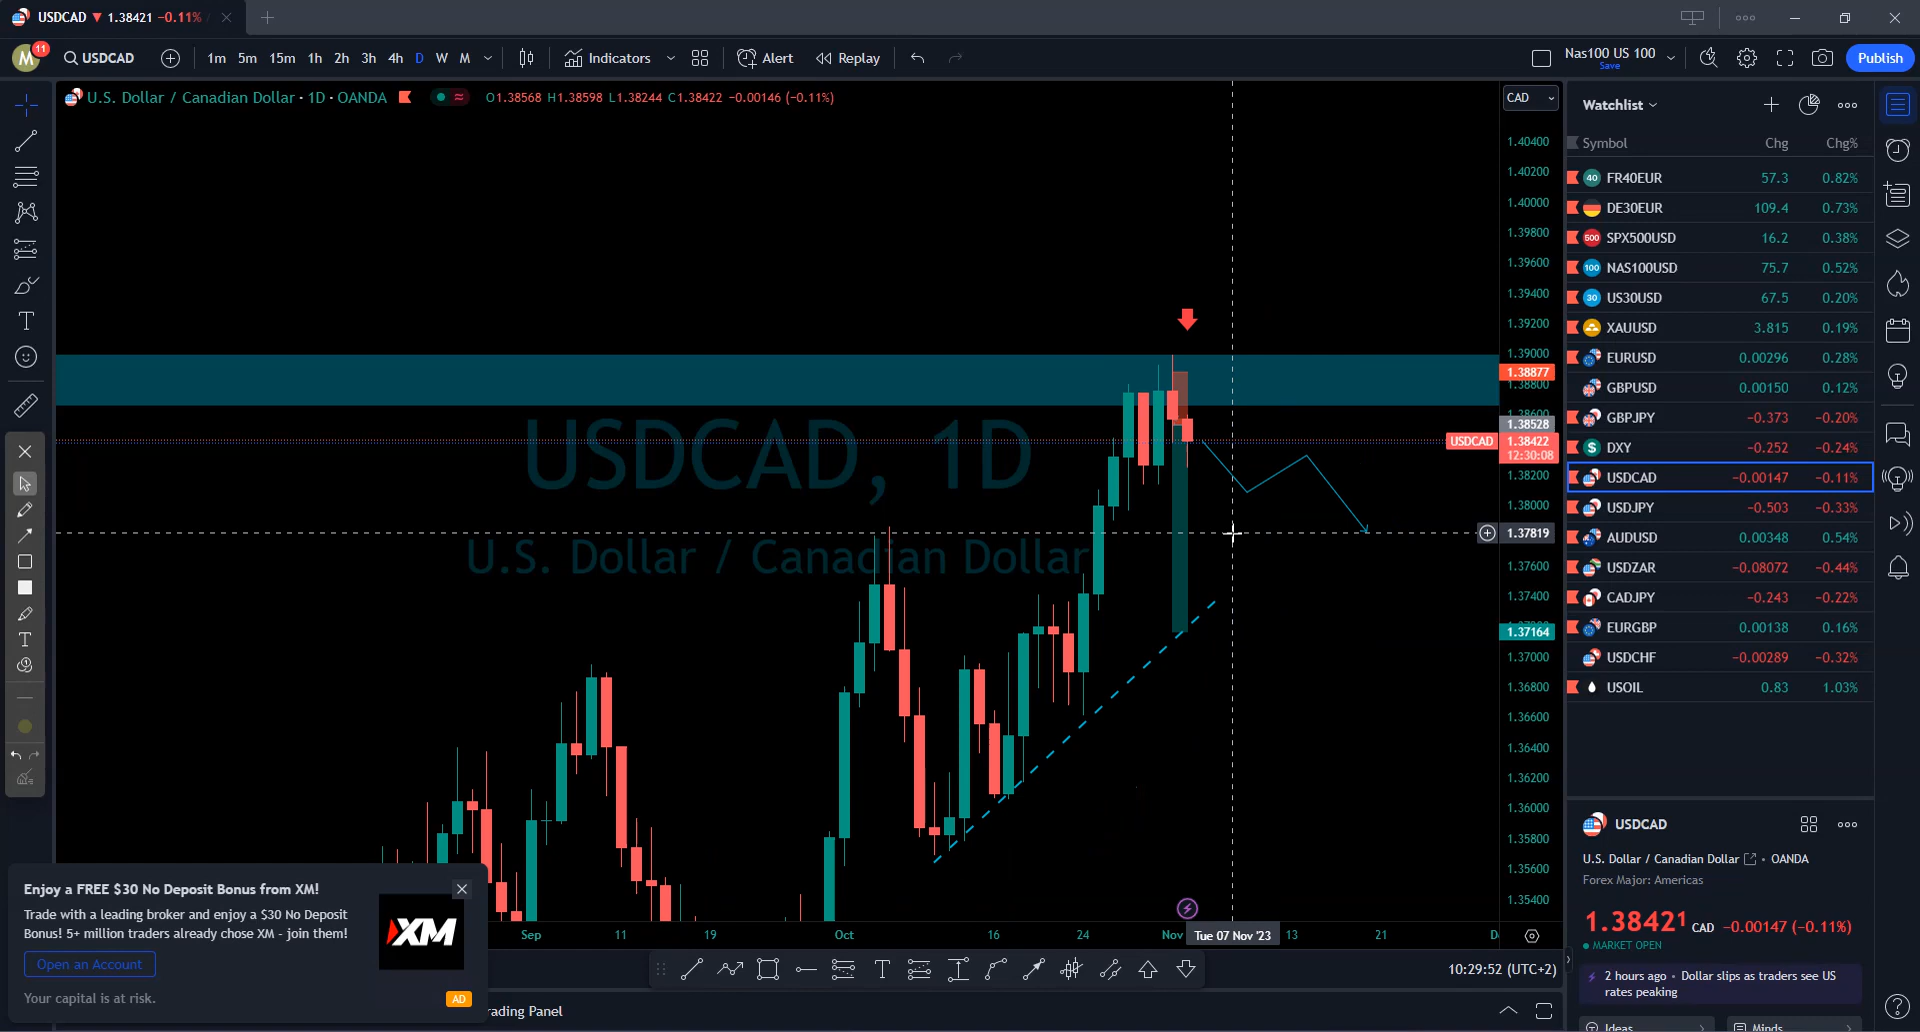 USDCAD ▼ 1.38421 −0.11% /
M 11 USDCAD 1m 5m 15m 1h 2h 3h 4h D W M Indicators Alert Replay Nas100 US 100 Save Publish
U.S. Dollar / Canadian Dollar · 1D · OANDA O1.38568 H1.38598 L1.38244 C1.38422 −0.00146 (−0.11%)
CAD
1.40400
1.40200
1.40000
1.39800
1.39600
1.39400
1.39200
1.39000
1.38877
1.38800
1.38600
1.38528
USDCAD 1.38422
12:30:08
1.38200
1.38000
1.37819
1.37600
1.37400
1.37164
1.37000
1.36800
1.36600
1.36400
1.36200
1.36000
1.35800
1.35600
1.35400
USDCAD, 1D
U.S. Dollar / Canadian Dollar
Sep 11 19 Oct 16 24 Nov Tue 07 Nov '23 13 21 D
10:29:52 (UTC+2)
rading Panel
Enjoy a FREE $30 No Deposit Bonus from XM!
Trade with a leading broker and enjoy a $30 No Deposit
Bonus! 5+ million traders already chose XM - join them!
XM
Open an Account
Your capital is at risk.
AD
Watchlist
Symbol Chg Chg%
40 FR40EUR 57.3 0.82%
DE30EUR 109.4 0.73%
500 SPX500USD 16.2 0.38%
100 NAS100USD 75.7 0.52%
30 US30USD 67.5 0.20%
XAUUSD 3.815 0.19%
EURUSD 0.00296 0.28%
GBPUSD 0.00150 0.12%
GBPJPY −0.373 −0.20%
$ DXY −0.252 −0.24%
USDCAD −0.00147 −0.11%
USDJPY −0.503 −0.33%
AUDUSD 0.00348 0.54%
USDZAR −0.08072 −0.44%
CADJPY −0.243 −0.22%
EURGBP 0.00138 0.16%
USDCHF −0.00289 −0.32%
USOIL 0.83 1.03%
USDCAD
U.S. Dollar / Canadian Dollar • OANDA
Forex Major: Americas
1.38421 CAD −0.00147 (−0.11%)
MARKET OPEN
2 hours ago • Dollar slips as traders see US
rates peaking
Ideas Minds